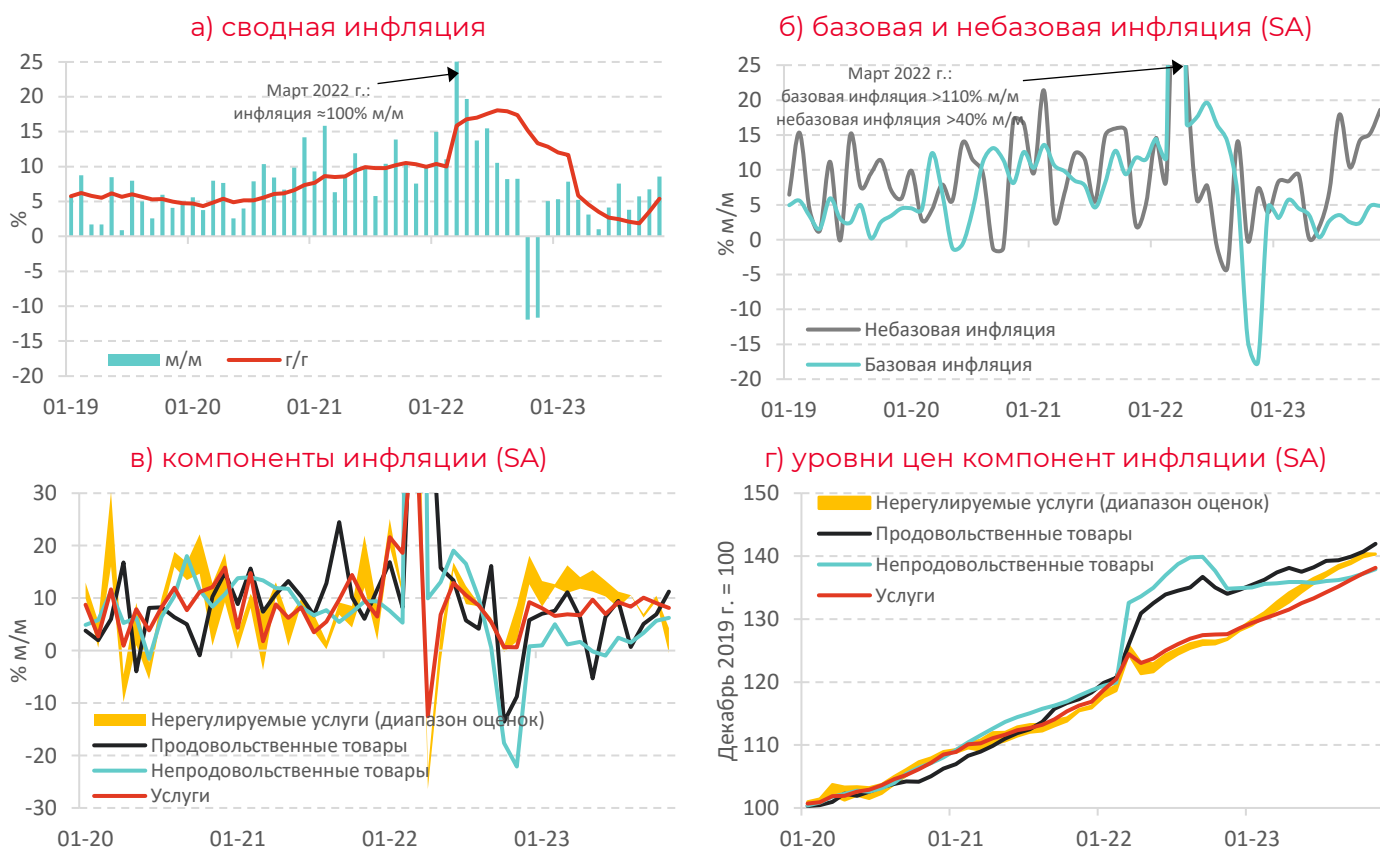 а) сводная инфляция
25
20
15
10
5
0
-5
-10
-15
-20
%
Март 2022 г.:
инфляция ≈100% м/м
м/м
г/г
01-19
01-20
01-21
01-22
01-23
б) базовая и небазовая инфляция (SA)
25
20
15
10
5
0
-5
-10
-15
-20
% м/м
Март 2022 г.:
базовая инфляция >110% м/м
небазовая инфляция >40% м/м
Небазовая инфляция
Базовая инфляция
01-19
01-20
01-21
01-22
01-23
в) компоненты инфляции (SA)
30
20
10
0
-10
-20
-30
% м/м
Нерегулируемые услуги (диапазон оценок)
Продовольственные товары
Непродовольственные товары
Услуги
01-20
01-21
01-22
01-23
г) уровни цен компонент инфляции (SA)
150
140
130
120
110
100
Декабрь 2019 г. = 100
Нерегулируемые услуги (диапазон оценок)
Продовольственные товары
Непродовольственные товары
Услуги
01-20
01-21
01-22
01-23